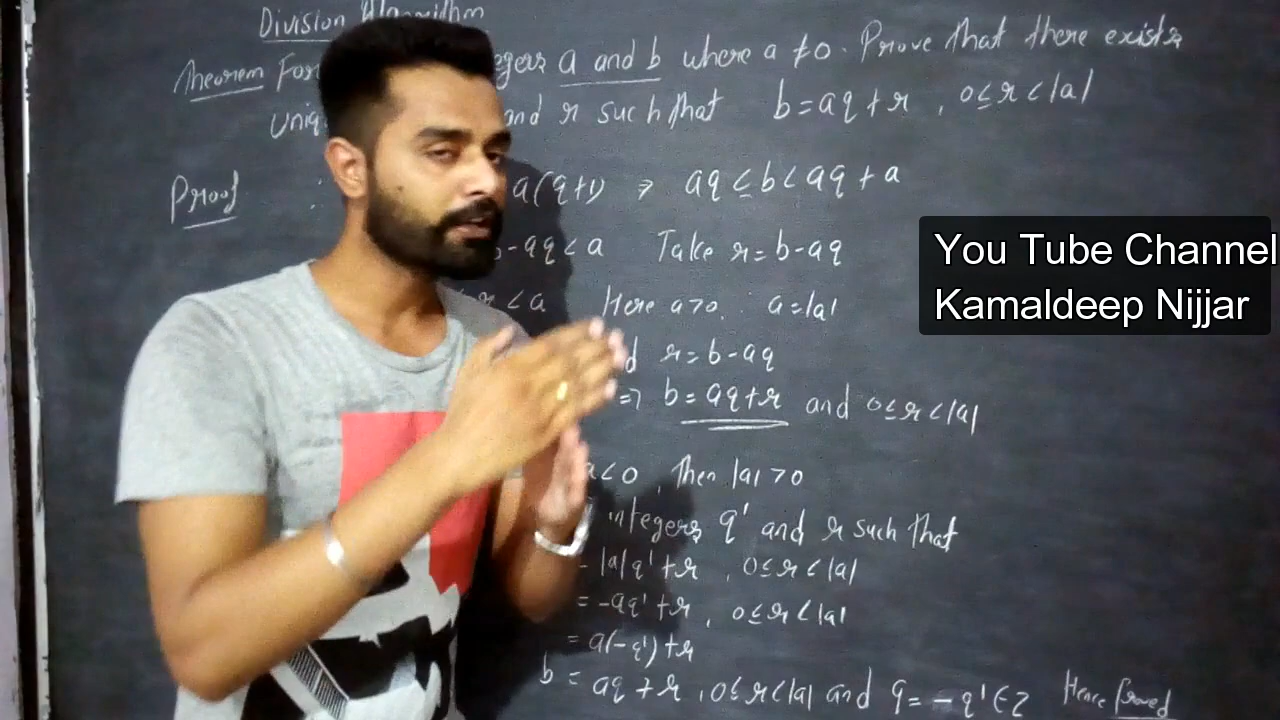 Division Algorithm
Theorem For egers a and b where a ≠ 0. Prove that there exists
Uniq and r such that b = aq + r , 0 ≤ r < |a|
Proof : a(q+1) ⇒ aq ≤ b < aq + a
b - aq < a Take r = b - aq
r < a Here a > 0, ∴ a = |a|
d r = b - aq
⇒ b = aq + r and 0 ≤ r < |a|
a < 0, Then |a| > 0
integers q' and r such that
= |a|q' + r , 0 ≤ r < |a|
= -aq' + r , 0 ≤ r < |a|
= a(-q') + r
b = aq + r , 0 ≤ r < |a| and q = -q' ∈ Z Hence proved
You Tube Channel
Kamaldeep Nijjar